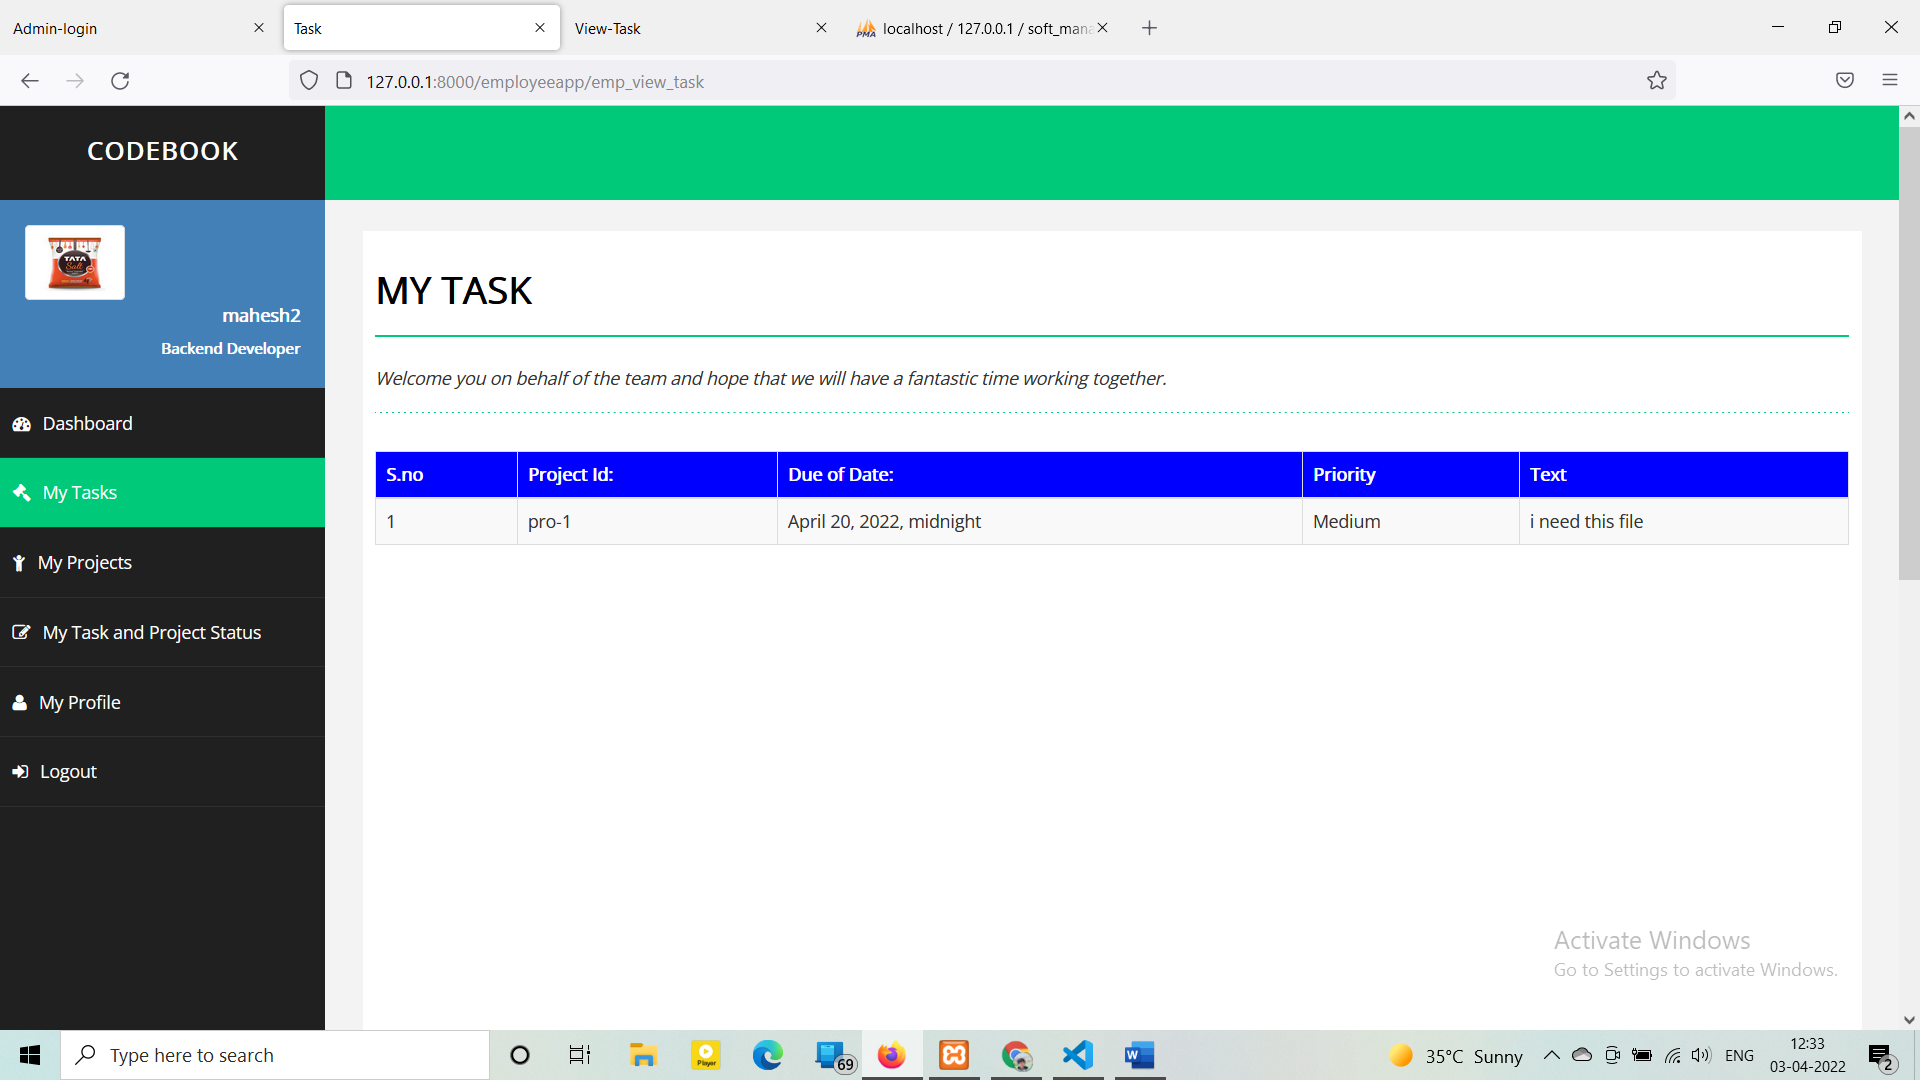 Admin-login
Task
View-Task
PMA localhost / 127.0.0.1 / soft_mana
127.0.0.1:8000/employeeapp/emp_view_task
CODEBOOK
TATA
Salt
mahesh2
Backend Developer
Dashboard
My Tasks
My Projects
My Task and Project Status
My Profile
Logout
MY TASK
Welcome you on behalf of the team and hope that we will have a fantastic time working together.
S.no Project Id: Due of Date: Priority Text
1 pro-1 April 20, 2022, midnight Medium i need this file
Activate Windows
Go to Settings to activate Windows.
Type here to search
Player
69
W
35°C Sunny
ENG
12:33
03-04-2022
2